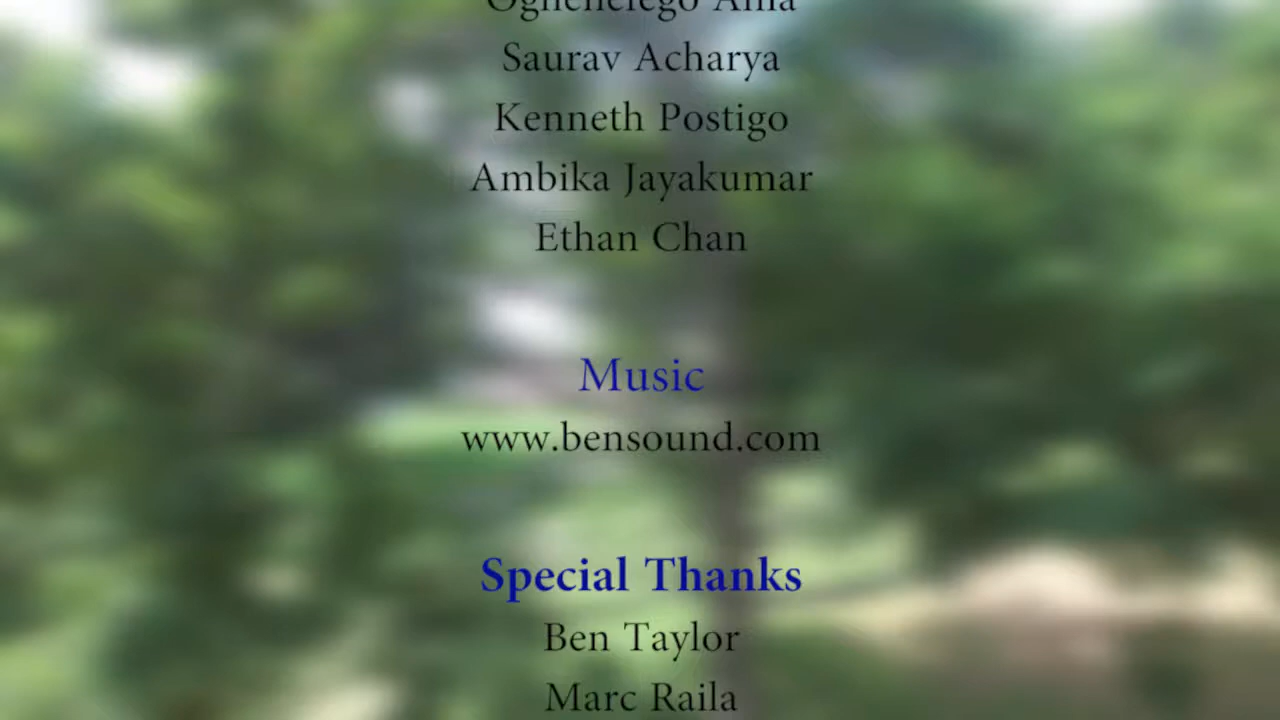 Saurav Acharya
Kenneth Postigo
Ambika Jayakumar
Ethan Chan
Music
www.bensound.com
Special Thanks
Ben Taylor
Marc Raila